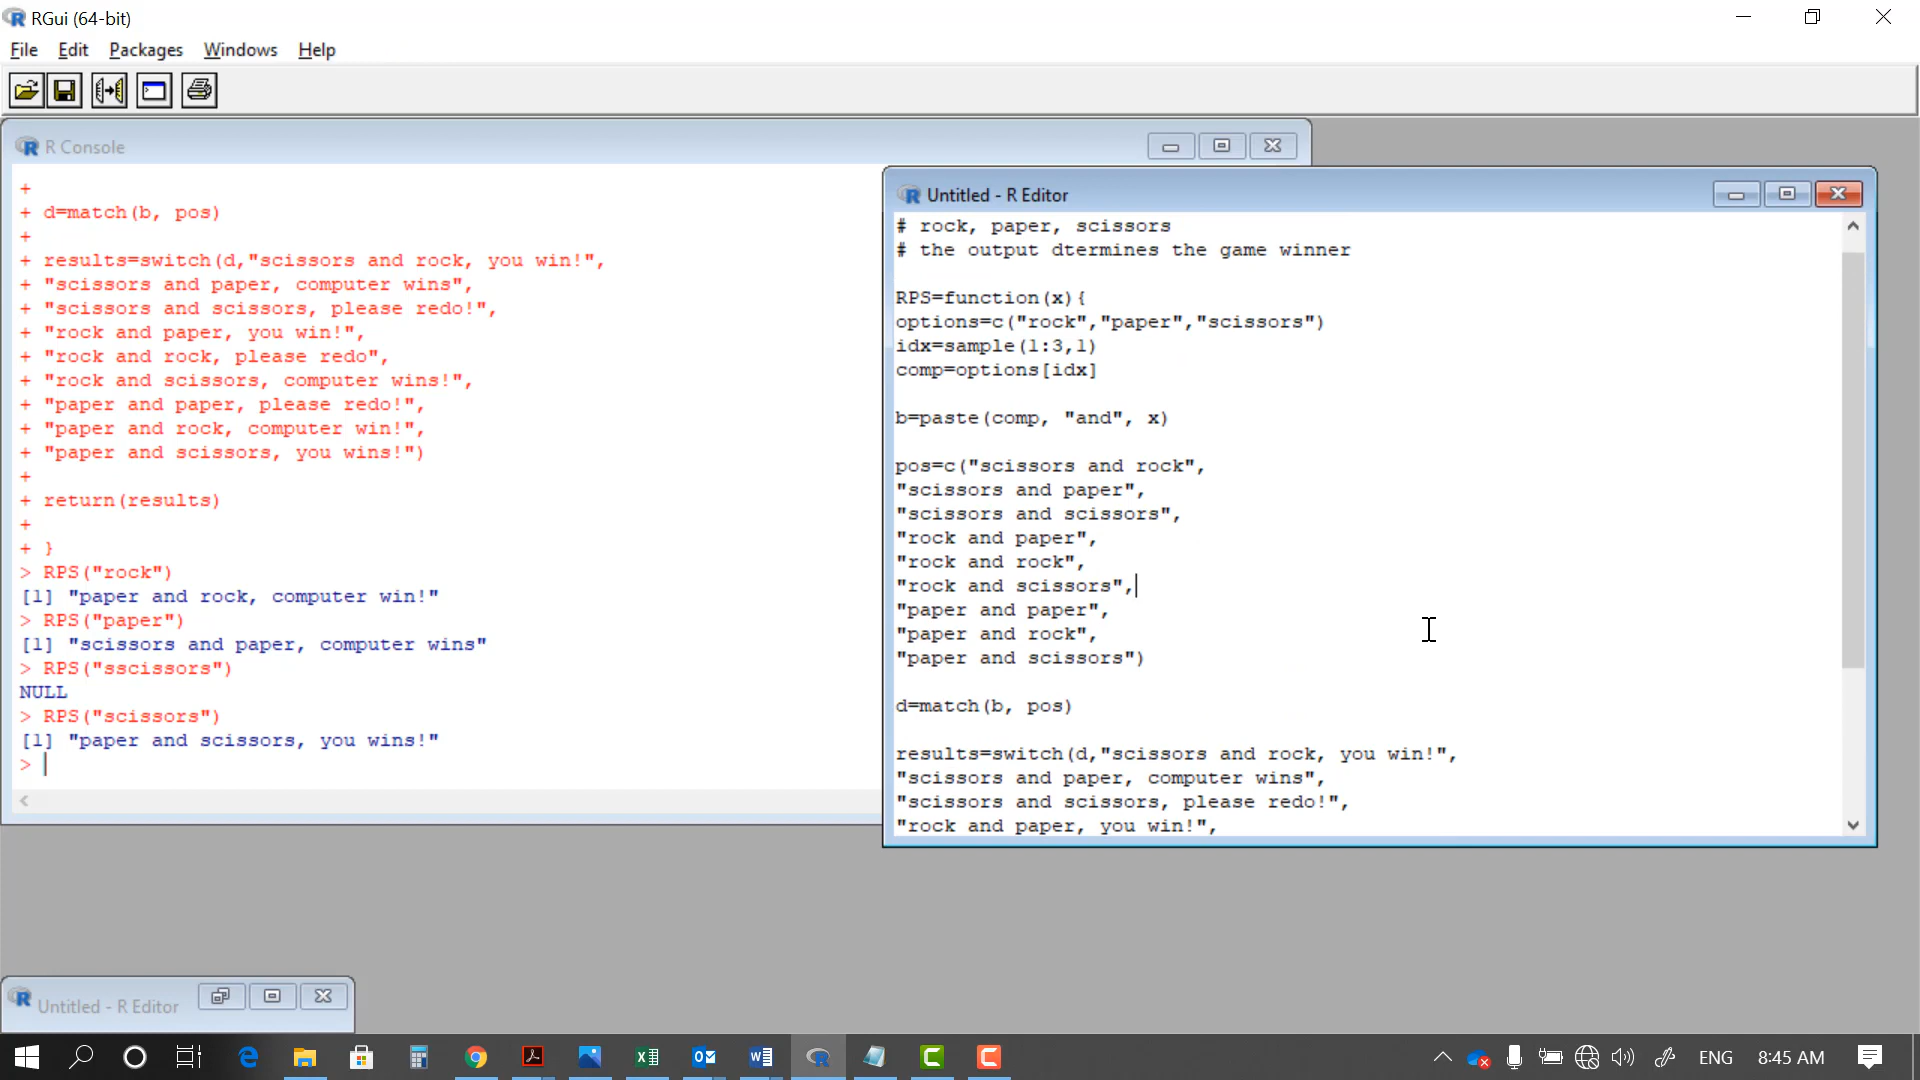 RGui (64-bit)
File Edit Packages Windows Help
R Console
+
+ d=match(b, pos)
+
+ results=switch(d,"scissors and rock, you win!",
+ "scissors and paper, computer wins",
+ "scissors and scissors, please redo!",
+ "rock and paper, you win!",
+ "rock and rock, please redo",
+ "rock and scissors, computer wins!",
+ "paper and paper, please redo!",
+ "paper and rock, computer win!",
+ "paper and scissors, you wins!")
+
+ return(results)
+
+ }
> RPS("rock")
[1] "paper and rock, computer win!"
> RPS("paper")
[1] "scissors and paper, computer wins"
> RPS("sscissors")
NULL
> RPS("scissors")
[1] "paper and scissors, you wins!"
>
Untitled - R Editor
# rock, paper, scissors
# the output dtermines the game winner
RPS=function(x){
options=c("rock","paper","scissors")
idx=sample(1:3,1)
comp=options[idx]
b=paste(comp, "and", x)
pos=c("scissors and rock",
"scissors and paper",
"scissors and scissors",
"rock and paper",
"rock and rock",
"rock and scissors",
"paper and paper",
"paper and rock",
"paper and scissors")
d=match(b, pos)
results=switch(d,"scissors and rock, you win!",
"scissors and paper, computer wins",
"scissors and scissors, please redo!",
"rock and paper, you win!",
Untitled - R Editor
ENG 8:45 AM